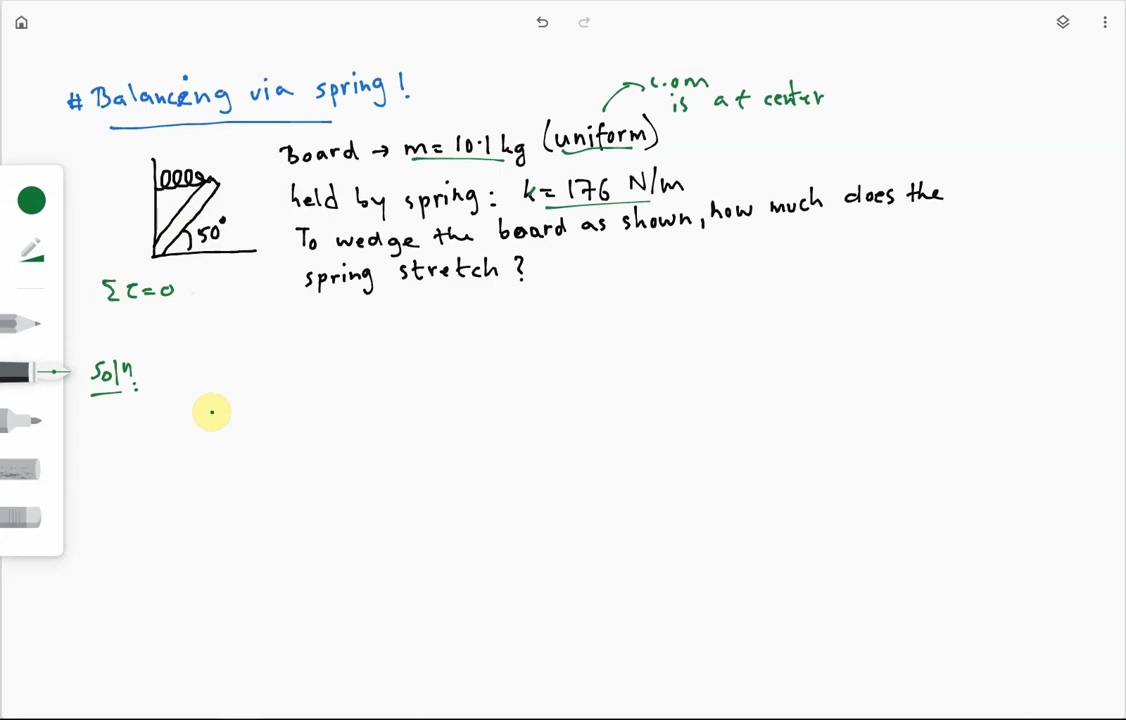 # Balancing via spring!
c.om
is at center
Board → m = 10.1 kg (uniform)
held by spring: k = 176 N/m
To wedge the board as shown, how much does the
spring stretch?
50°
Στ = 0
Soln: